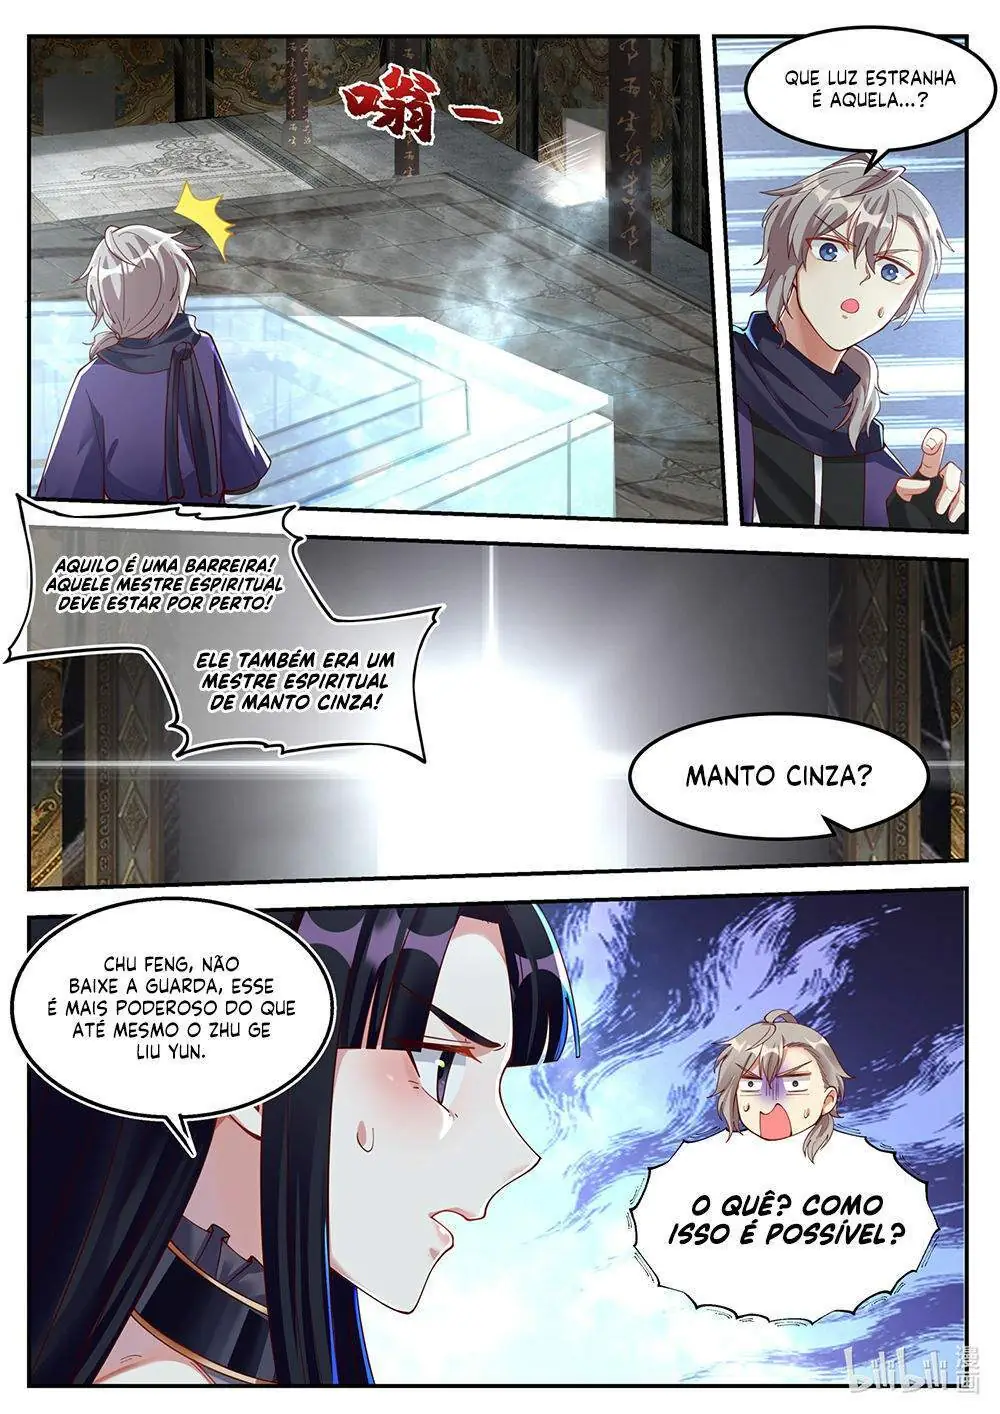 嗡一
QUE LUZ ESTRANHA
É AQUELA...?
AQUILO É UMA BARREIRA!
AQUELE MESTRE ESPIRITUAL
DEVE ESTAR POR PERTO!
ELE TAMBÉM ERA UM
MESTRE ESPIRITUAL
DE MANTO CINZA!
MANTO CINZA?
CHU FENG, NÃO
BAIXE A GUARDA, ESSE
É MAIS PODEROSO DO QUE
ATÉ MESMO O ZHU GE
LIU YUN.
O QUÊ? COMO
ISSO É POSSÍVEL?
bilibili 漫画